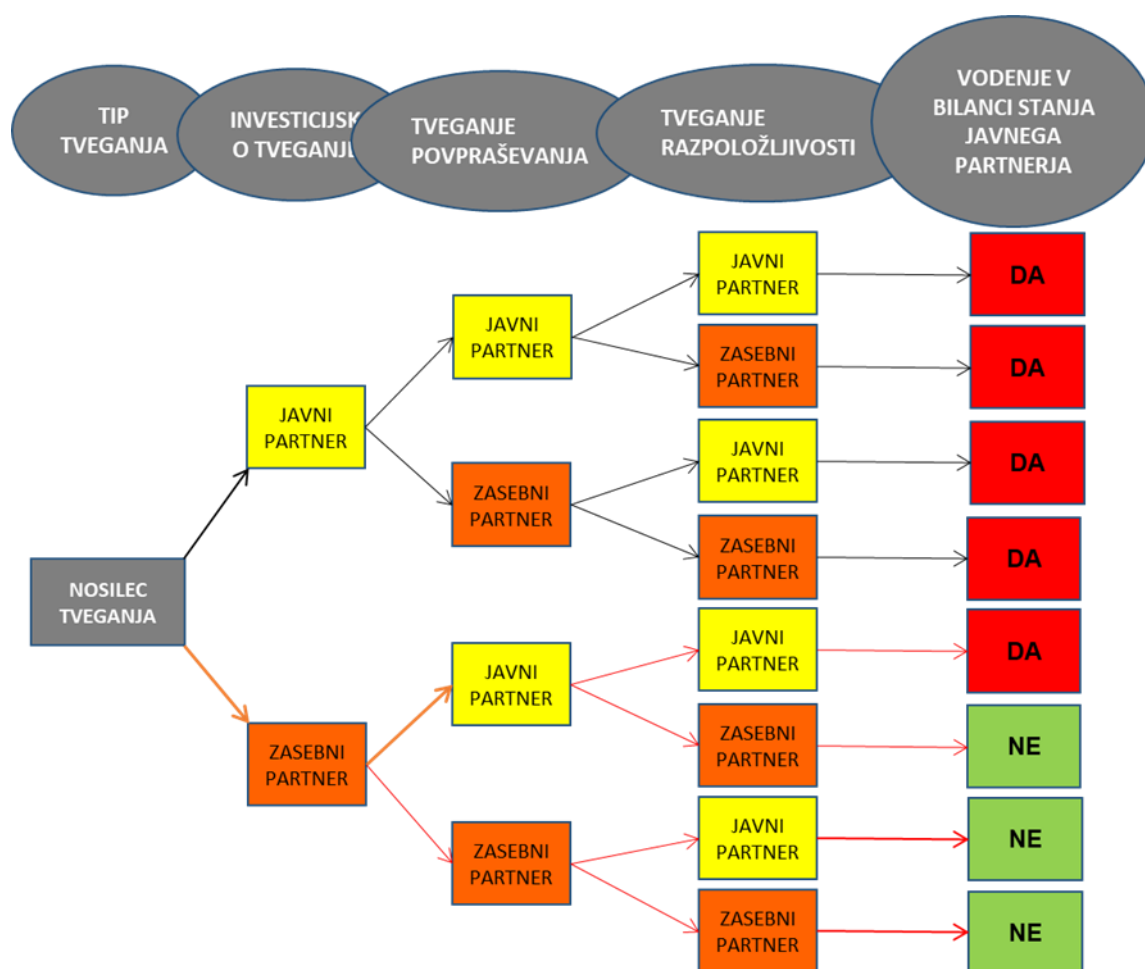 TIP
TVEGANJA
INVESTICIJSK
O TVEGANJE
TVEGANJE
POVPRAŠEVANJA
TVEGANJE
RAZPOLOŽLJIVOSTI
VODENJE V
BILANCI STANJA
JAVNEGA
PARTNERJA
JAVNI
PARTNER
DA
JAVNI
PARTNER
ZASEBNI
PARTNER
DA
JAVNI
PARTNER
JAVNI
PARTNER
DA
ZASEBNI
PARTNER
ZASEBNI
PARTNER
DA
NOSILEC
TVEGANJA
JAVNI
PARTNER
DA
JAVNI
PARTNER
ZASEBNI
PARTNER
NE
ZASEBNI
PARTNER
JAVNI
PARTNER
NE
ZASEBNI
PARTNER
ZASEBNI
PARTNER
NE